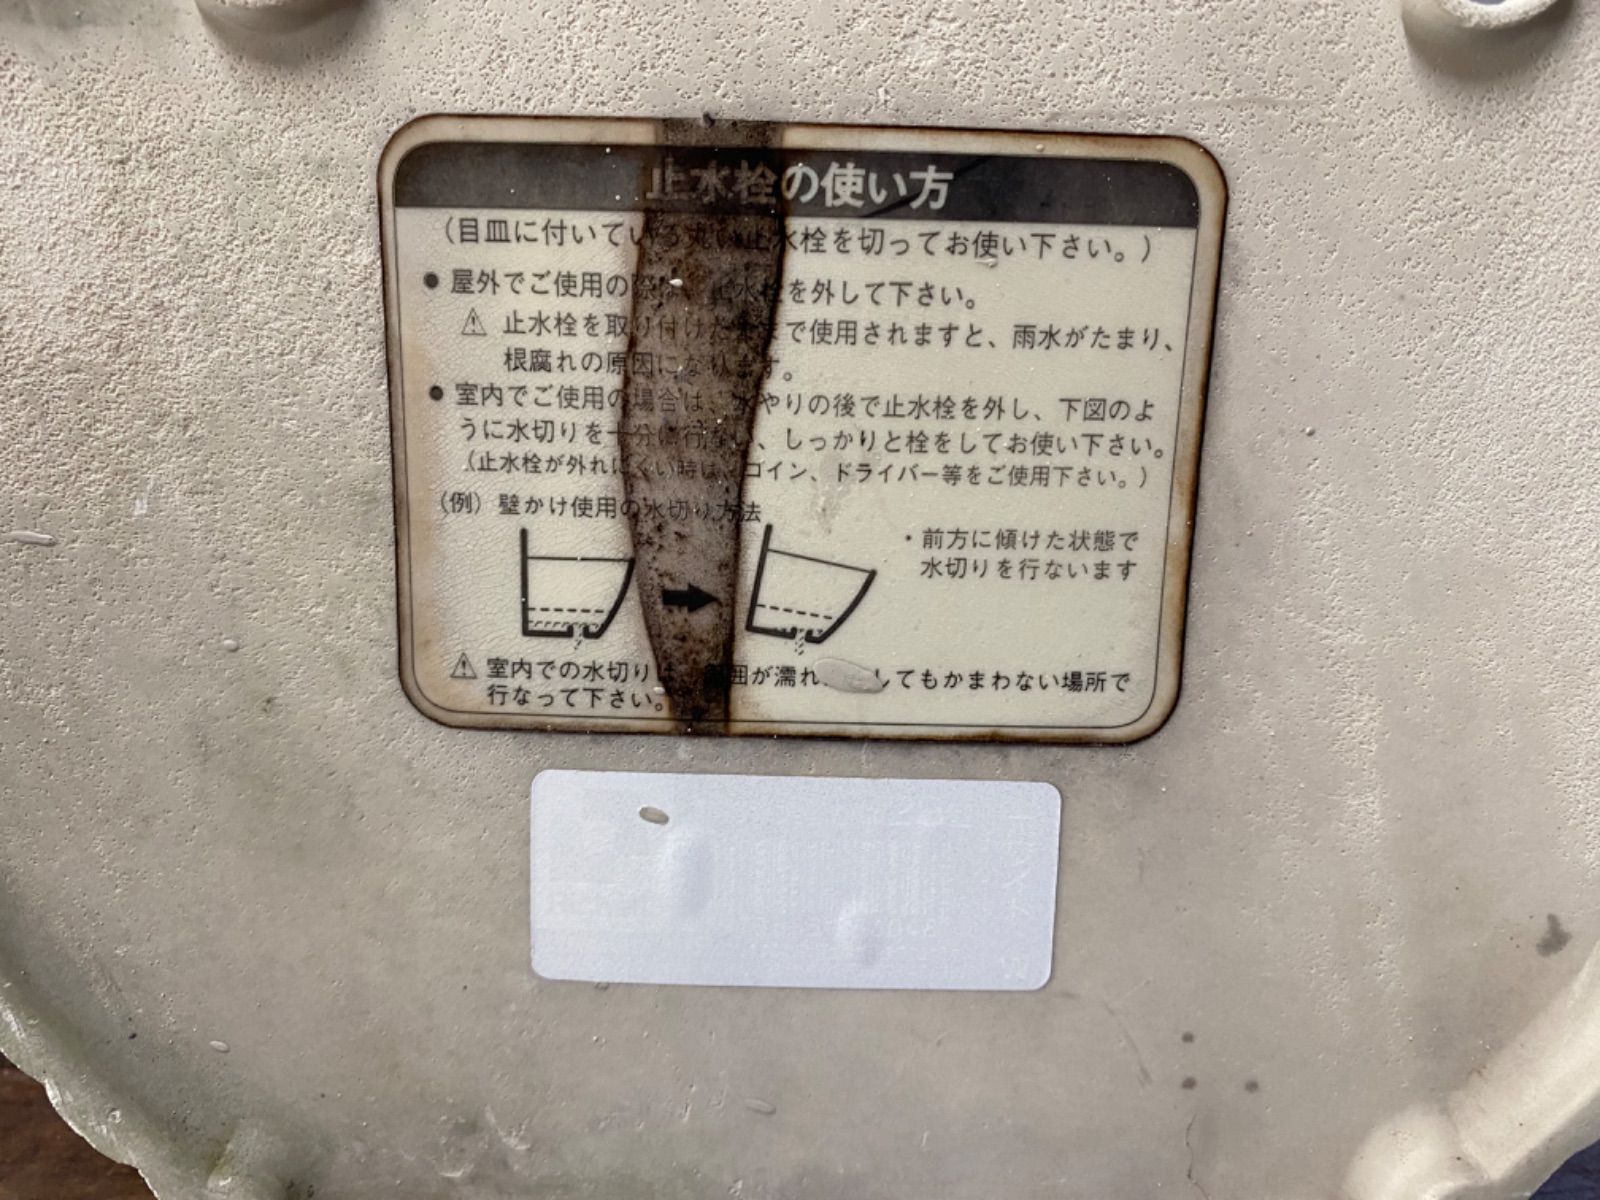 止水栓の使い方
（目皿に付いている丸い止水栓を切ってお使い下さい。）
● 屋外でご使用の際は、止水栓を外して下さい。
⚠ 止水栓を取り付けたままで使用されますと、雨水がたまり、
根腐れの原因になります。
● 室内でご使用の場合は、水やりの後で止水栓を外し、下図のよ
うに水切りを十分に行ない、しっかりと栓をしてお使い下さい。
（止水栓が外れにくい時は、コイン、ドライバー等をご使用下さい。）
（例）壁かけ使用の水切り方法
・前方に傾けた状態で
水切りを行ないます
⚠ 室内での水切りは、周囲が濡れしてもかまわない場所で
行なって下さい。